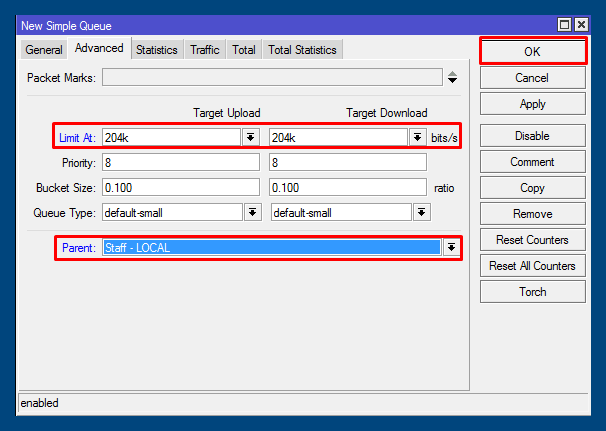 New Simple Queue
General Advanced Statistics Traffic Total Total Statistics
Packet Marks:
Target Upload Target Download
Limit At: 204k 204k bits/s
Priority: 8 8
Bucket Size: 0.100 0.100 ratio
Queue Type: default-small default-small
Parent: Staff - LOCAL
OK
Cancel
Apply
Disable
Comment
Copy
Remove
Reset Counters
Reset All Counters
Torch
enabled